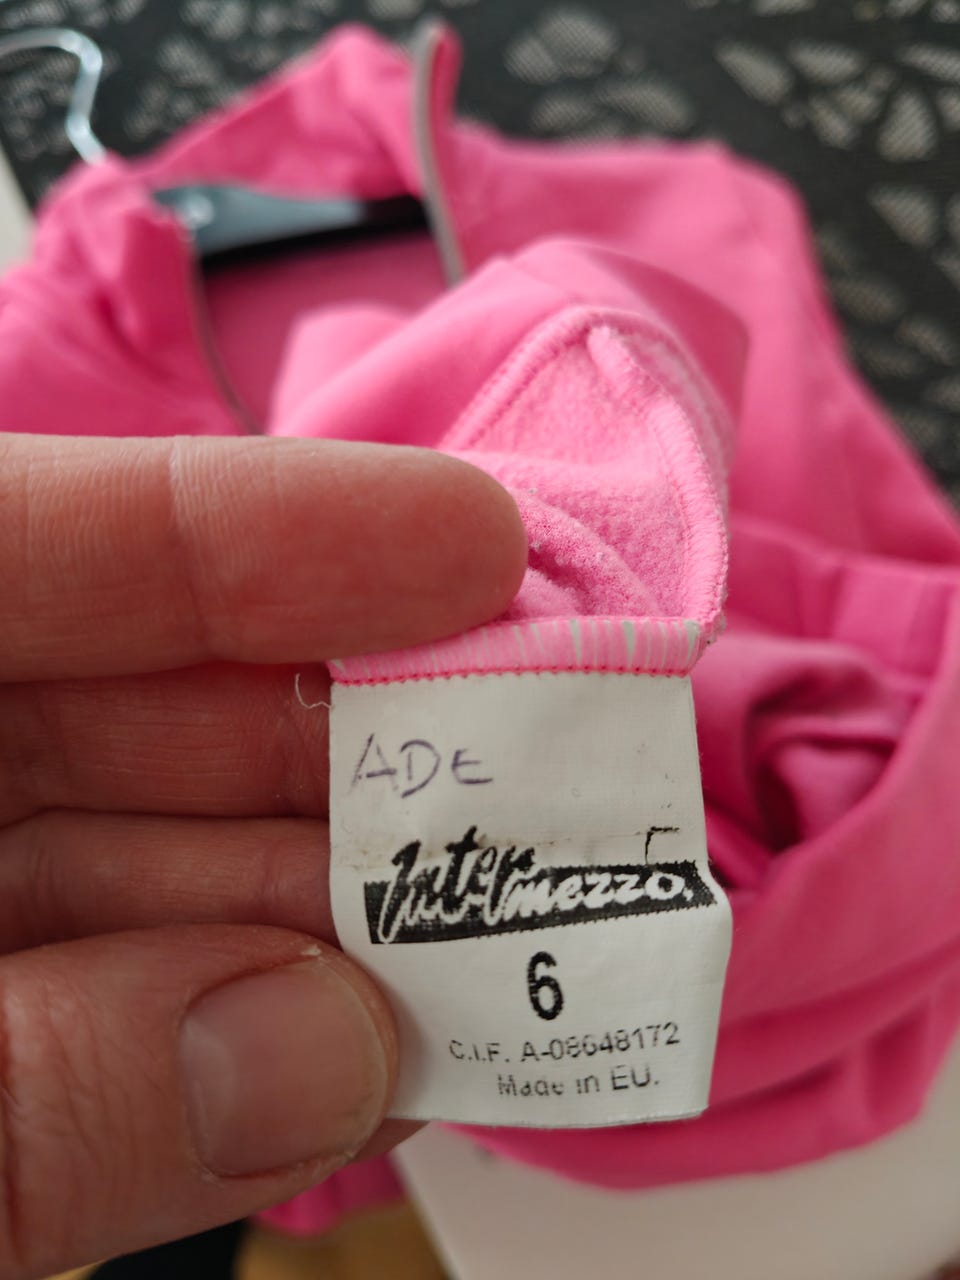 ADE
Intermezzo.
6
C.I.F. A-08648172
Made in EU.